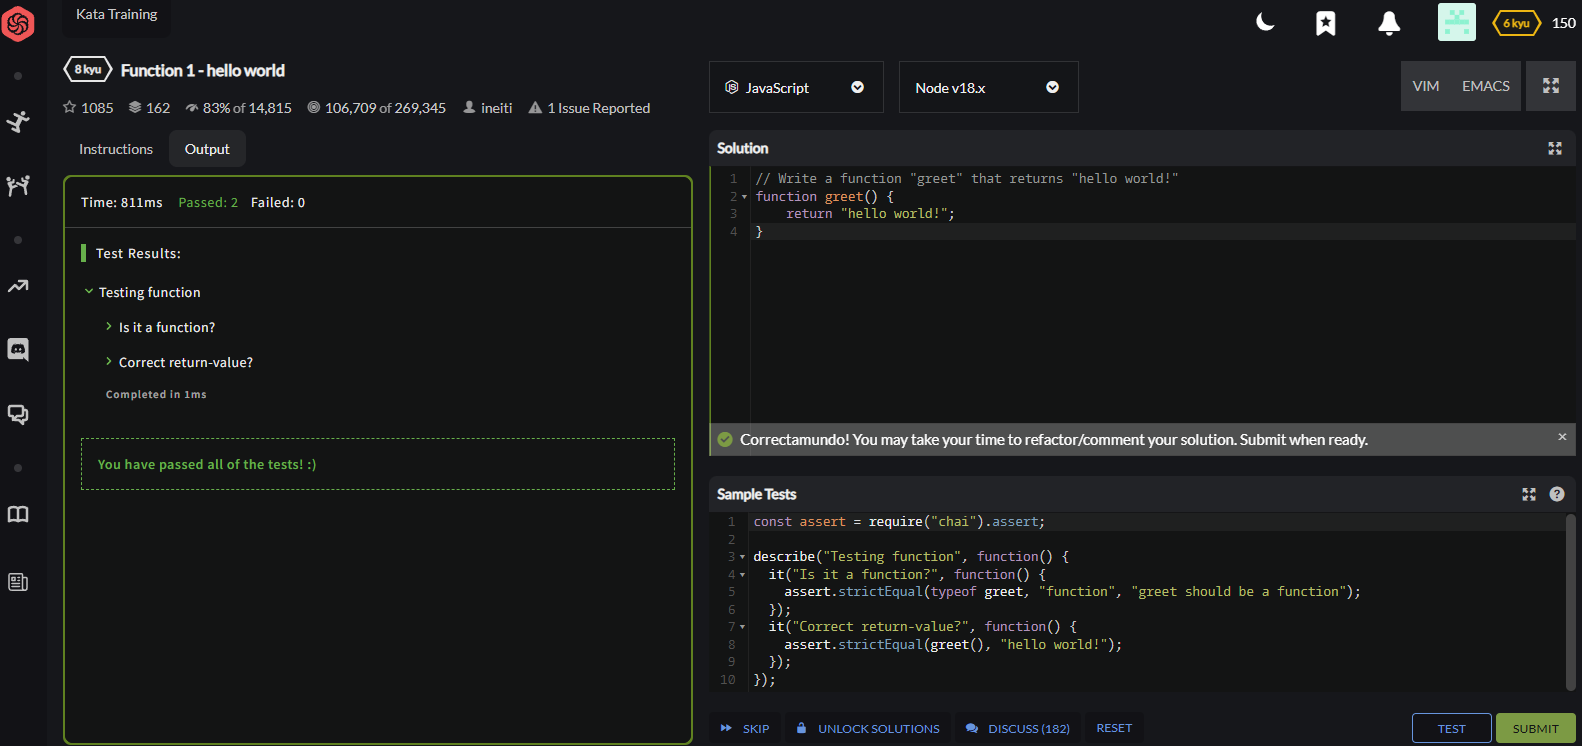 Kata Training
6 kyu
150
8 kyu
Function 1 - hello world
1085
162
83% of 14,815
106,709 of 269,345
ineiti
1 Issue Reported
Instructions
Output
Time: 811ms Passed: 2 Failed: 0
Test Results:
Testing function
Is it a function?
Correct return-value?
Completed in 1ms
You have passed all of the tests! :)
JavaScript
Node v18.x
VIM
EMACS
Solution
1 // Write a function "greet" that returns "hello world!"
2 function greet() {
3     return "hello world!";
4 }
Correctamundo! You may take your time to refactor/comment your solution. Submit when ready.
×
Sample Tests
?
1 const assert = require("chai").assert;
2
3 describe("Testing function", function() {
4   it("Is it a function?", function() {
5     assert.strictEqual(typeof greet, "function", "greet should be a function");
6   });
7   it("Correct return-value?", function() {
8     assert.strictEqual(greet(), "hello world!");
9   });
10 });
SKIP
UNLOCK SOLUTIONS
DISCUSS (182)
RESET
TEST
SUBMIT